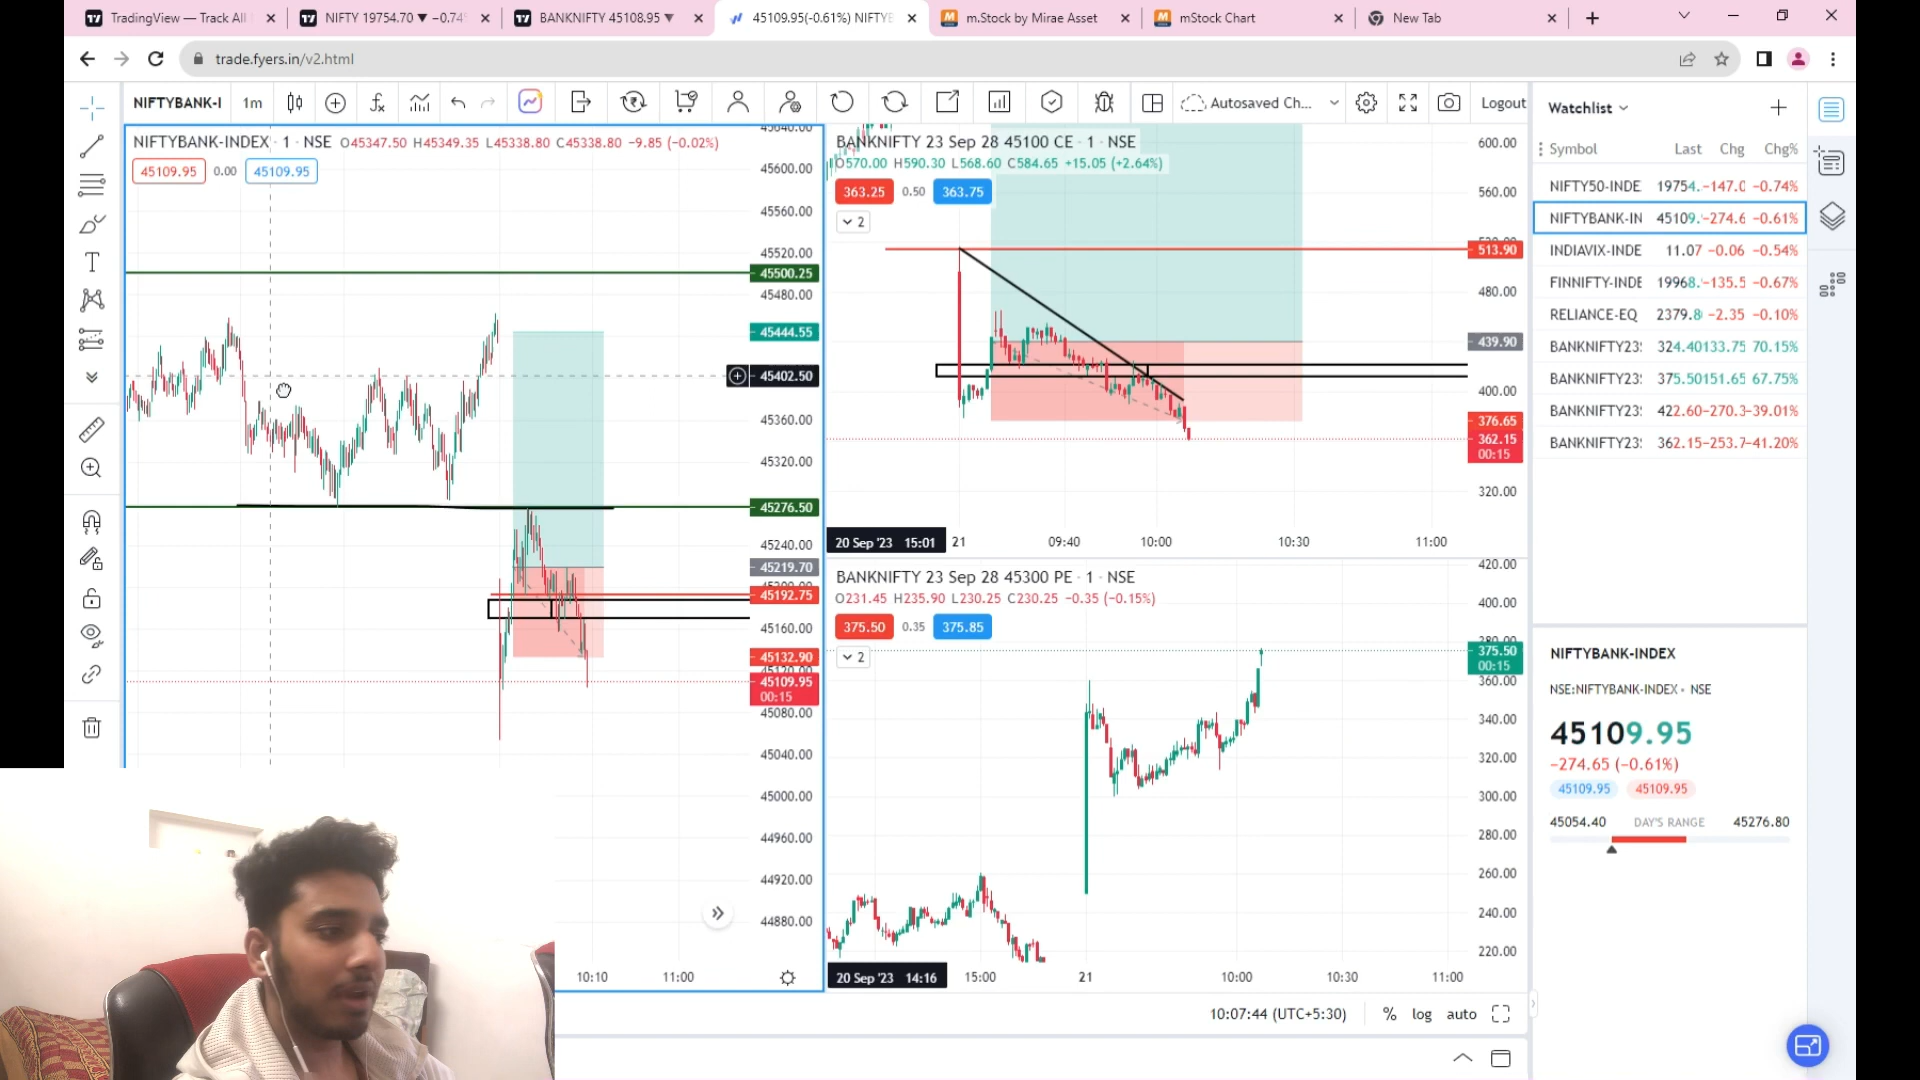 TradingView — Track All
NIFTY 19754.70 ▼ −0.74%
BANKNIFTY 45108.95 ▼
45109.95(-0.61%) NIFTYB
m.Stock by Mirae Asset
mStock Chart
New Tab
trade.fyers.in/v2.html
NIFTYBANK-I
1m
Autosaved Ch...
Logout
NIFTYBANK-INDEX · 1 · NSE O45347.50 H45349.35 L45338.80 C45338.80 −9.85 (−0.02%)
45109.95 0.00 45109.95
45640.00
45600.00
45560.00
45520.00
45500.25
45480.00
45444.55
45402.50
45360.00
45320.00
45276.50
45240.00
45219.70
45192.75
45160.00
45132.90
45120.00
45109.95
00:15
45080.00
45040.00
45000.00
44960.00
44920.00
44880.00
10:10 11:00
BANKNIFTY 23 Sep 28 45100 CE · 1 · NSE
O570.00 H590.30 L568.60 C584.65 +15.05 (+2.64%)
363.25 0.50 363.75
2
600.00
560.00
520.00
513.90
480.00
439.90
400.00
376.65
362.15
00:15
320.00
20 Sep '23 15:01 21 09:40 10:00 10:30 11:00
BANKNIFTY 23 Sep 28 45300 PE · 1 · NSE
O231.45 H235.90 L230.25 C230.25 −0.35 (−0.15%)
375.50 0.35 375.85
2
420.00
400.00
380.00
375.50
00:15
360.00
340.00
320.00
300.00
280.00
260.00
240.00
220.00
20 Sep '23 14:16 15:00 21 10:00 10:30 11:00
10:07:44 (UTC+5:30) % log auto
Watchlist
Symbol Last Chg Chg%
NIFTY50-INDE 19754. −147.0 −0.74%
NIFTYBANK-IN 45109. −274.6 −0.61%
INDIAVIX-INDE 11.07 −0.06 −0.54%
FINNIFTY-INDE 19968. −135.5 −0.67%
RELIANCE-EQ 2379.8 −2.35 −0.10%
BANKNIFTY23 324.40 133.75 70.15%
BANKNIFTY23 375.50 151.65 67.75%
BANKNIFTY23 422.60 −270.3 −39.01%
BANKNIFTY23 362.15 −253.7 −41.20%
NIFTYBANK-INDEX
NSE:NIFTYBANK-INDEX • NSE
45109.95
−274.65 (−0.61%)
45109.95 45109.95
45054.40 DAY'S RANGE 45276.80